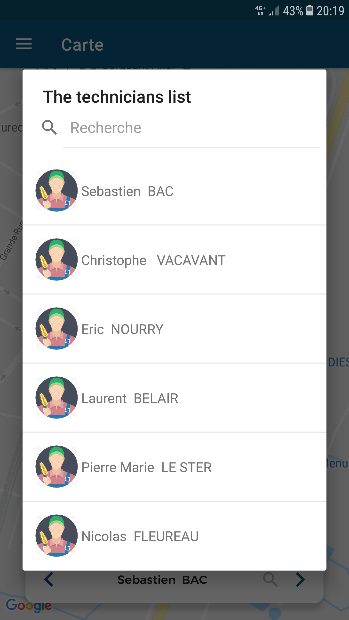 43% 20:19
Carte
The technicians list
Recherche
Sebastien BAC
Christophe VACAVANT
Eric NOURRY
Laurent BELAIR
Pierre Marie LE STER
Nicolas FLEUREAU
Sebastien BAC
Google